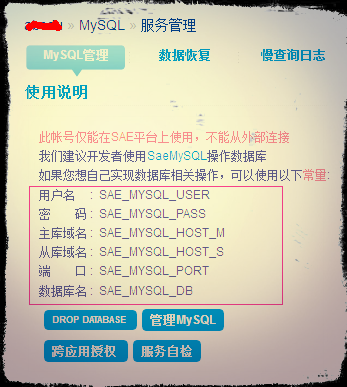 » MySQL » 服务管理
MySQL管理 数据恢复 慢查询日志
使用说明
此帐号仅能在SAE平台上使用，不能从外部连接
我们建议开发者使用SaeMySQL操作数据库
如果您想自己实现数据库相关操作，可以使用以下常量:
用户名 : SAE_MYSQL_USER
密 码 : SAE_MYSQL_PASS
主库域名 : SAE_MYSQL_HOST_M
从库域名 : SAE_MYSQL_HOST_S
端 口 : SAE_MYSQL_PORT
数据库名 : SAE_MYSQL_DB
DROP DATABASE 管理MySQL
跨应用授权 服务自检